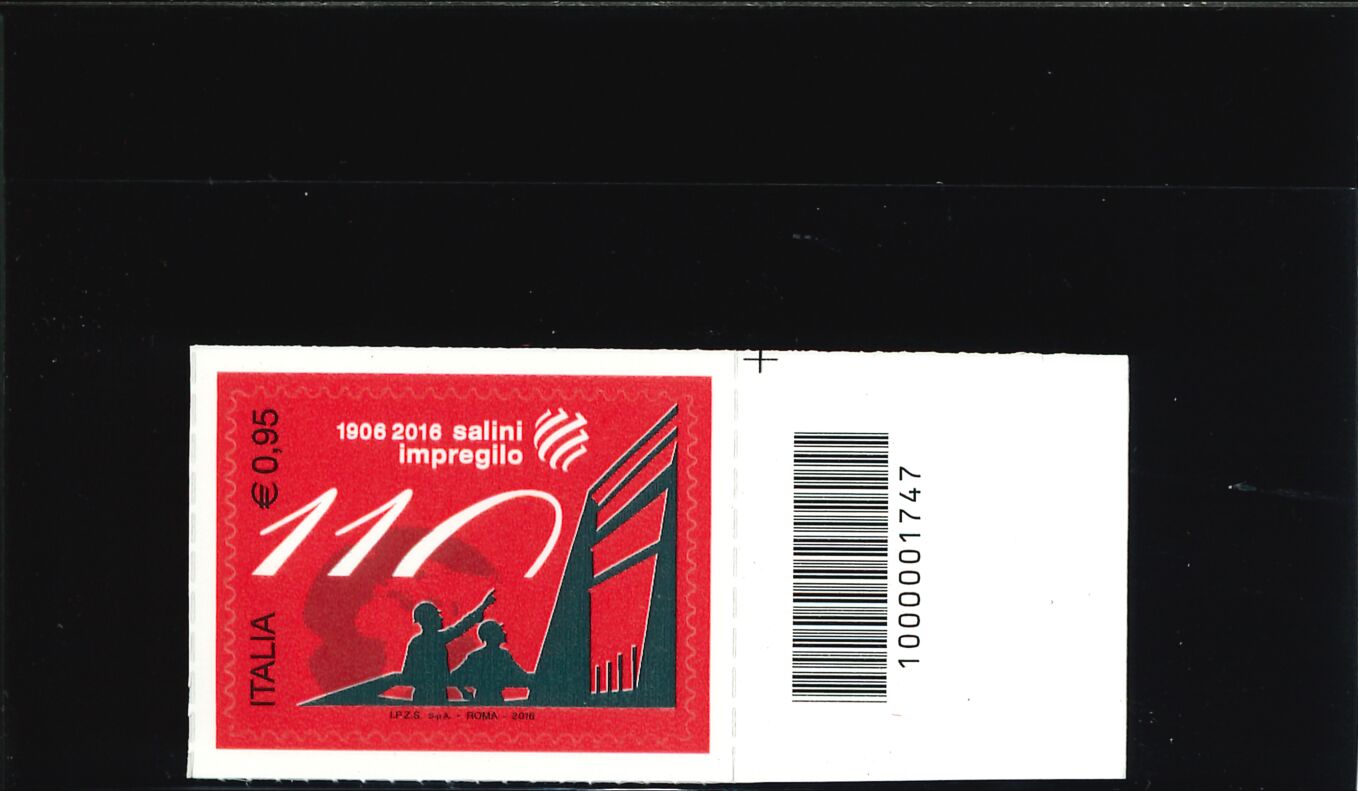 1906 2016 salini
impregilo
€ 0,95
110
ITALIA
I.P.Z.S. S.p.A. - ROMA - 2016
1000001747